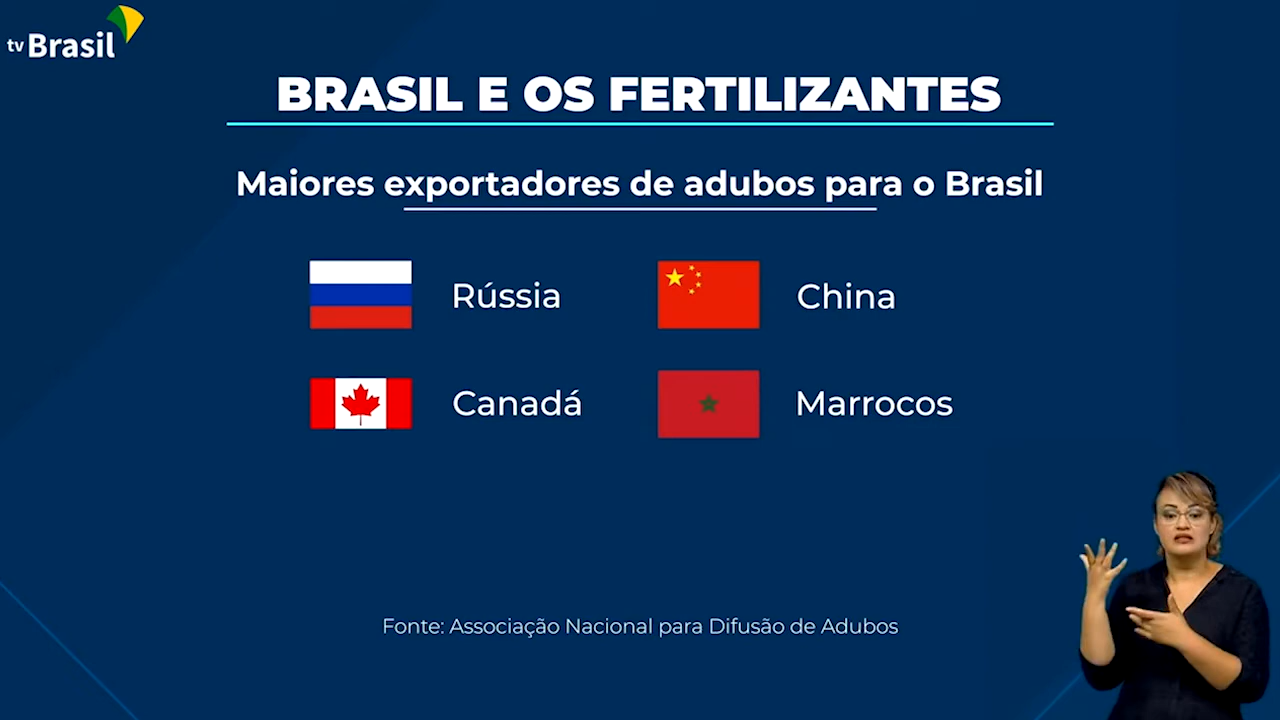 tv Brasil
BRASIL E OS FERTILIZANTES
Maiores exportadores de adubos para o Brasil
Rússia
China
Canadá
Marrocos
Fonte: Associação Nacional para Difusão de Adubos